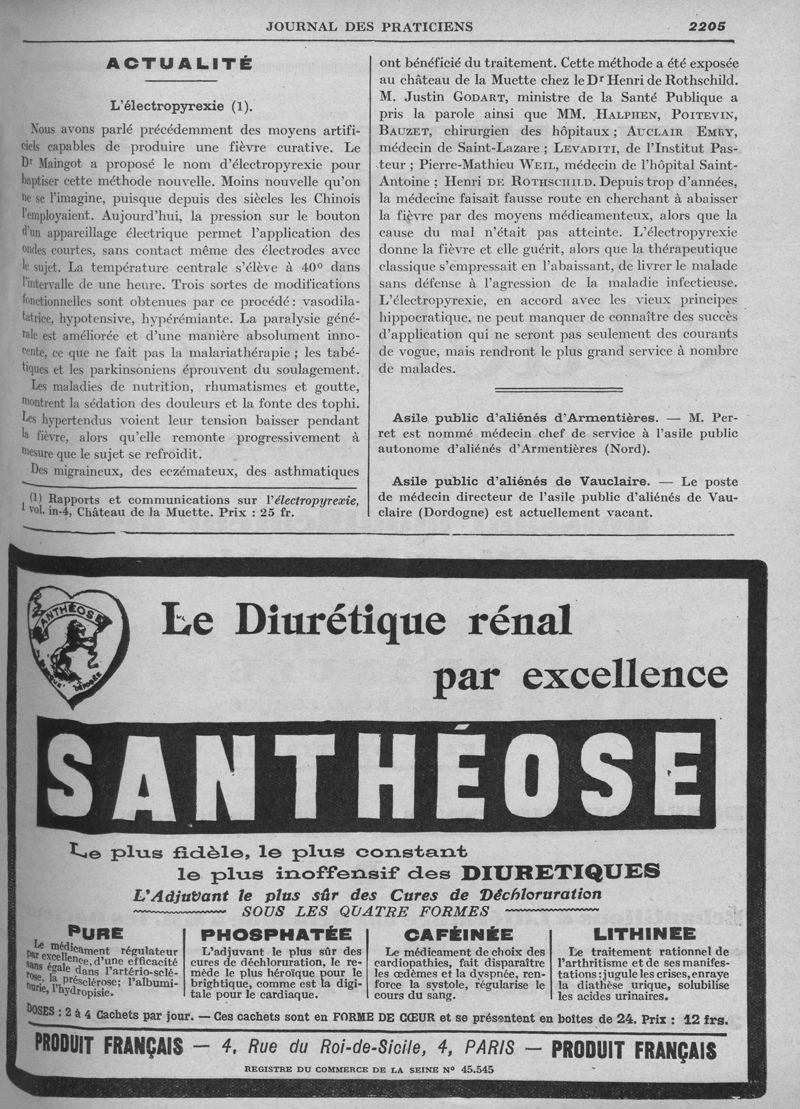 JOURNAL DES PRATICIENS 2205
ACTUALITÉ
L'électropyrexie (1).
Nous avons parlé précédemment des moyens artifi-
ciels capables de produire une fièvre curative. Le
Dr Maingot a proposé le nom d'électropyrexie pour
baptiser cette méthode nouvelle. Moins nouvelle qu'on
ne se l'imagine, puisque depuis des siècles les Chinois
l'employaient. Aujourd'hui, la pression sur le bouton
d'un appareillage électrique permet l'application des
ondes courtes, sans contact même des électrodes avec
le sujet. La température centrale s'élève à 40° dans
l'intervalle de une heure. Trois sortes de modifications
fonctionnelles sont obtenues par ce procédé : vasodila-
tatrice, hypotensive, hypérémiante. La paralysie géné-
rale est améliorée et d'une manière absolument inno-
cente, ce que ne fait pas la malariathérapie ; les tabé-
tiques et les parkinsoniens éprouvent du soulagement.
Les maladies de nutrition, rhumatismes et goutte,
montrent la sédation des douleurs et la fonte des tophi.
Les hypertendus voient leur tension baisser pendant
la fièvre, alors qu'elle remonte progressivement à
mesure que le sujet se refroidit.
Des migraineux, des eczémateux, des asthmatiques
(1) Rapports et communications sur l'électropyrexie,
1 vol. in-4, Château de la Muette. Prix : 25 fr.
ont bénéficié du traitement. Cette méthode a été exposée
au château de la Muette chez le Dr Henri de Rothschild.
M. Justin GODART, ministre de la Santé Publique a
pris la parole ainsi que MM. HALPHEN, POITEVIN,
BAUZET, chirurgien des hôpitaux ; AUCLAIR EMRY,
médecin de Saint-Lazare ; LEVADITI, de l'Institut Pas-
teur ; Pierre-Mathieu WEIL, médecin de l'hôpital Saint-
Antoine ; Henri DE ROTHSCHILD. Depuis trop d'années,
la médecine faisait fausse route en cherchant à abaisser
la fièvre par des moyens médicamenteux, alors que la
cause du mal n'était pas atteinte. L'électropyrexie
donne la fièvre et elle guérit, alors que la thérapeutique
classique s'empressait en l'abaissant, de livrer le malade
sans défense à l'agression de la maladie infectieuse.
L'électropyrexie, en accord avec les vieux principes
hippocratique, ne peut manquer de connaître des succès
d'application qui ne seront pas seulement des courants
de vogue, mais rendront le plus grand service à nombre
de malades.
Asile public d'aliénés d'Armentières. — M. Per-
ret est nommé médecin chef de service à l'asile public
autonome d'aliénés d'Armentières (Nord).
Asile public d'aliénés de Vauclaire. — Le poste
de médecin directeur de l'asile public d'aliénés de Vau-
claire (Dordogne) est actuellement vacant.
SANTHÉOSE
MARQUE DÉPOSÉE
Le Diurétique rénal
par excellence
SANTHÉOSE
Le plus fidèle, le plus constant
le plus inoffensif des DIURETIQUES
L'Adjuvant le plus sûr des Cures de Déchloruration
SOUS LES QUATRE FORMES
PURE
Le médicament régulateur
par excellence, d'une efficacité
sans égale dans l'artério-sclé-
rose, la présclérose; l'albumi-
nurie, l'hydropisie.
PHOSPHATÉE
L'adjuvant le plus sûr des
cures de déchloruration, le re-
mède le plus héroïque pour le
brightique, comme est la digi-
tale pour le cardiaque.
CAFÉINÉE
Le médicament de choix des
cardiopathies, fait disparaître
les œdèmes et la dyspnée, ren-
force la systole, régularise le
cours du sang.
LITHINEE
Le traitement rationnel de
l'arthritisme et de ses manifes-
tations : jugule les crises, enraye
la diathèse urique, solubilise
les acides urinaires.
DOSES : 2 à 4 Cachets par jour. — Ces cachets sont en FORME DE CŒUR et se présentent en boîtes de 24. Prix : 12 frs.
PRODUIT FRANÇAIS — 4, Rue du Roi-de-Sicile, 4, PARIS — PRODUIT FRANÇAIS
REGISTRE DU COMMERCE DE LA SEINE N° 45.545